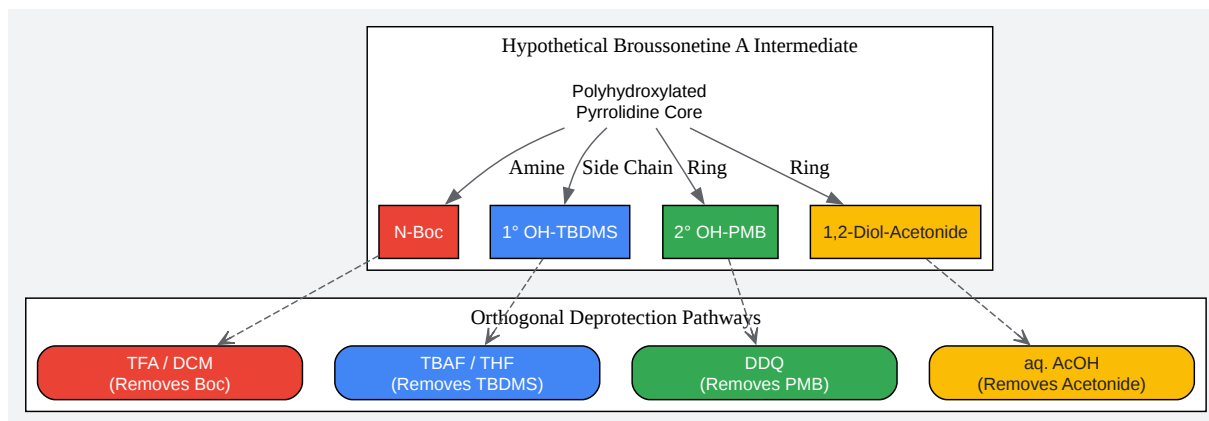 Hypothetical Broussonetine A Intermediate
Polyhydroxylated
Pyrrolidine Core
Amine
Side Chain
Ring
Ring
N-Boc
1° OH-TBDMS
2° OH-PMB
1,2-Diol-Acetonide
Orthogonal Deprotection Pathways
TFA / DCM
(Removes Boc)
TBAF / THF
(Removes TBDMS)
DDQ
(Removes PMB)
aq. AcOH
(Removes Acetonide)